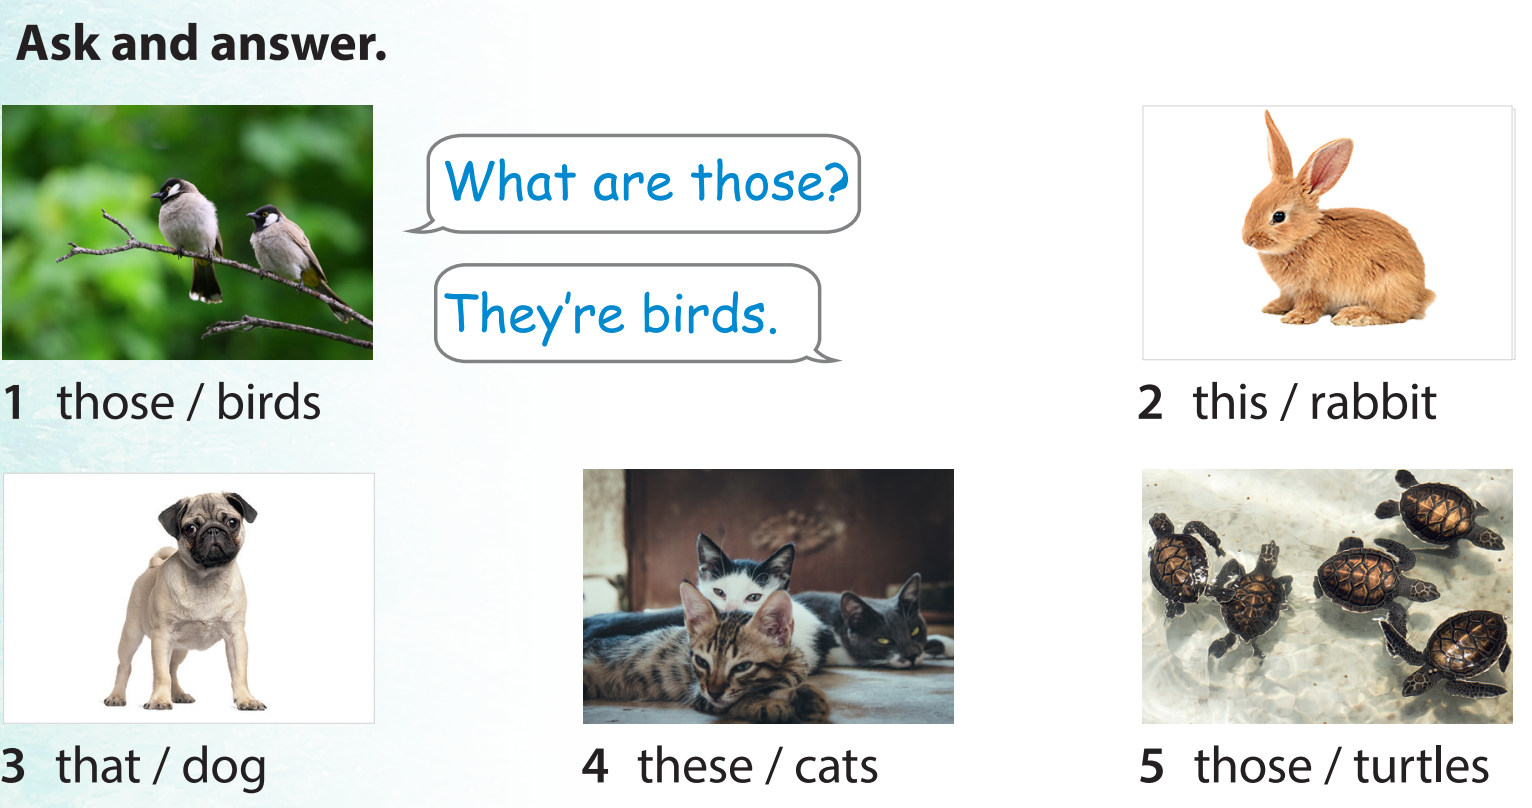 Ask and answer.
What are those?
They're birds.
1 those / birds
2 this / rabbit
3 that / dog
4 these / cats
5 those / turtles